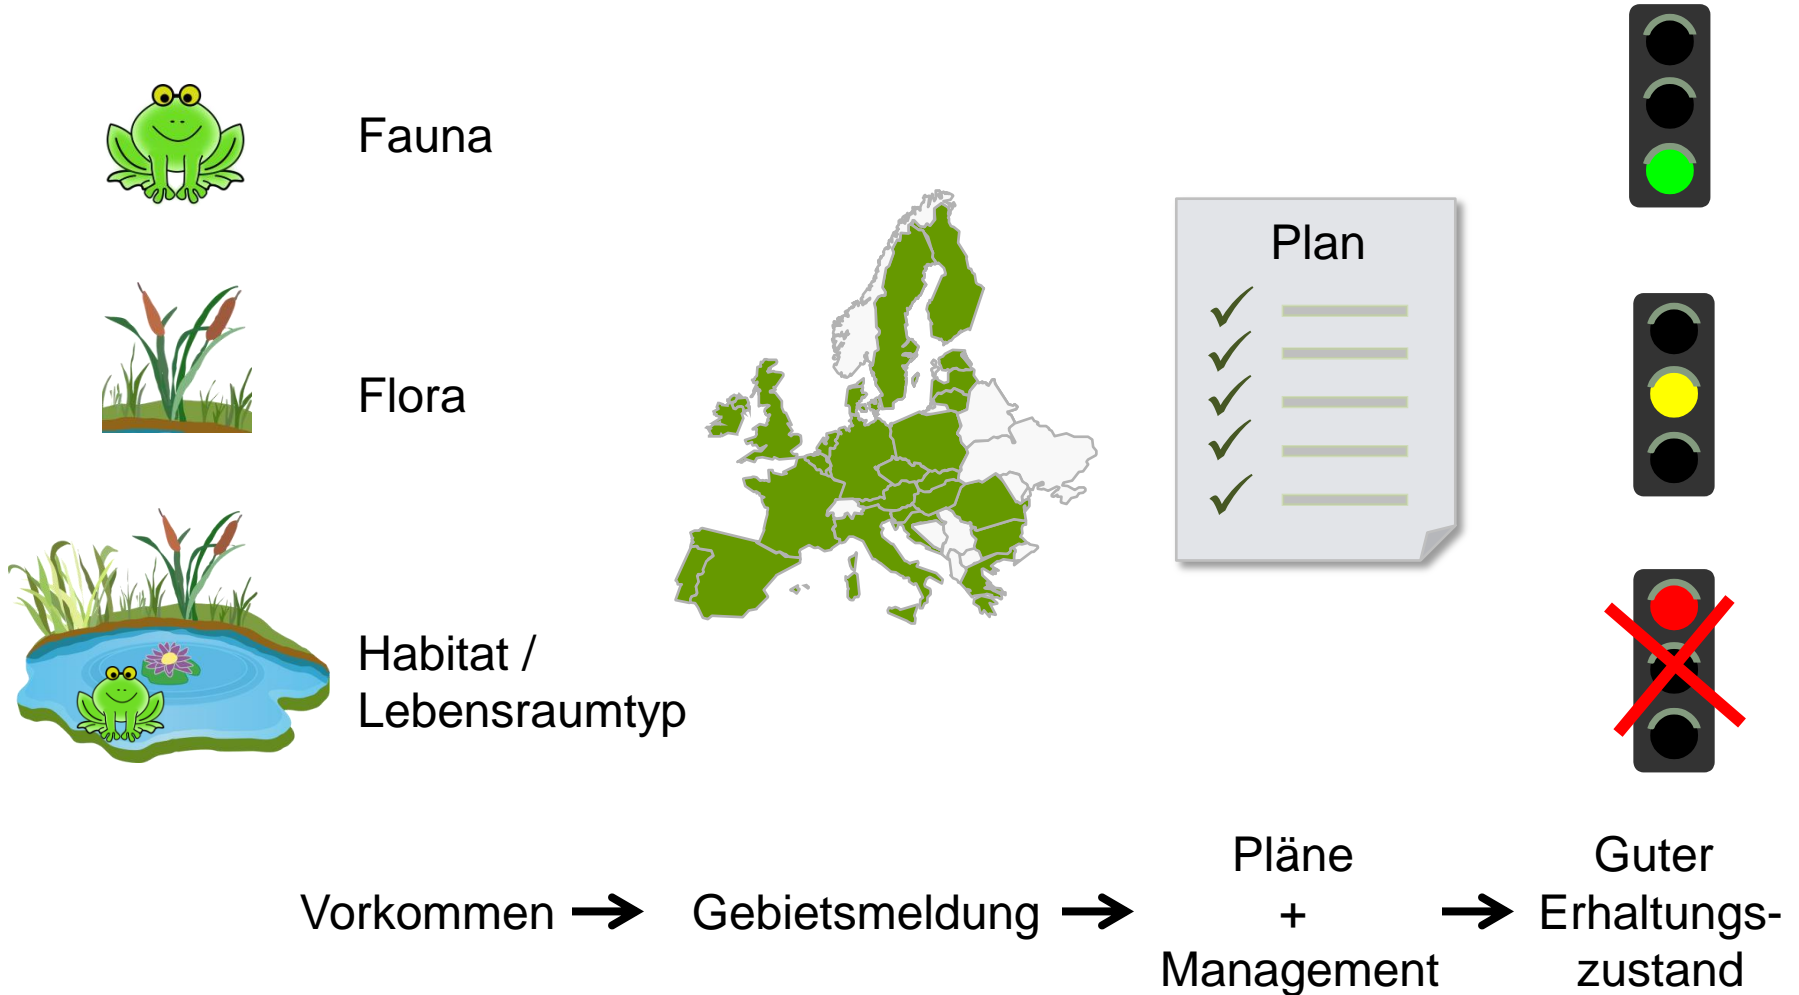 Fauna
Flora
Habitat /
Lebensraumtyp
Plan
Vorkommen
Gebietsmeldung
Pläne
+
Management
Guter
Erhaltungs-
zustand